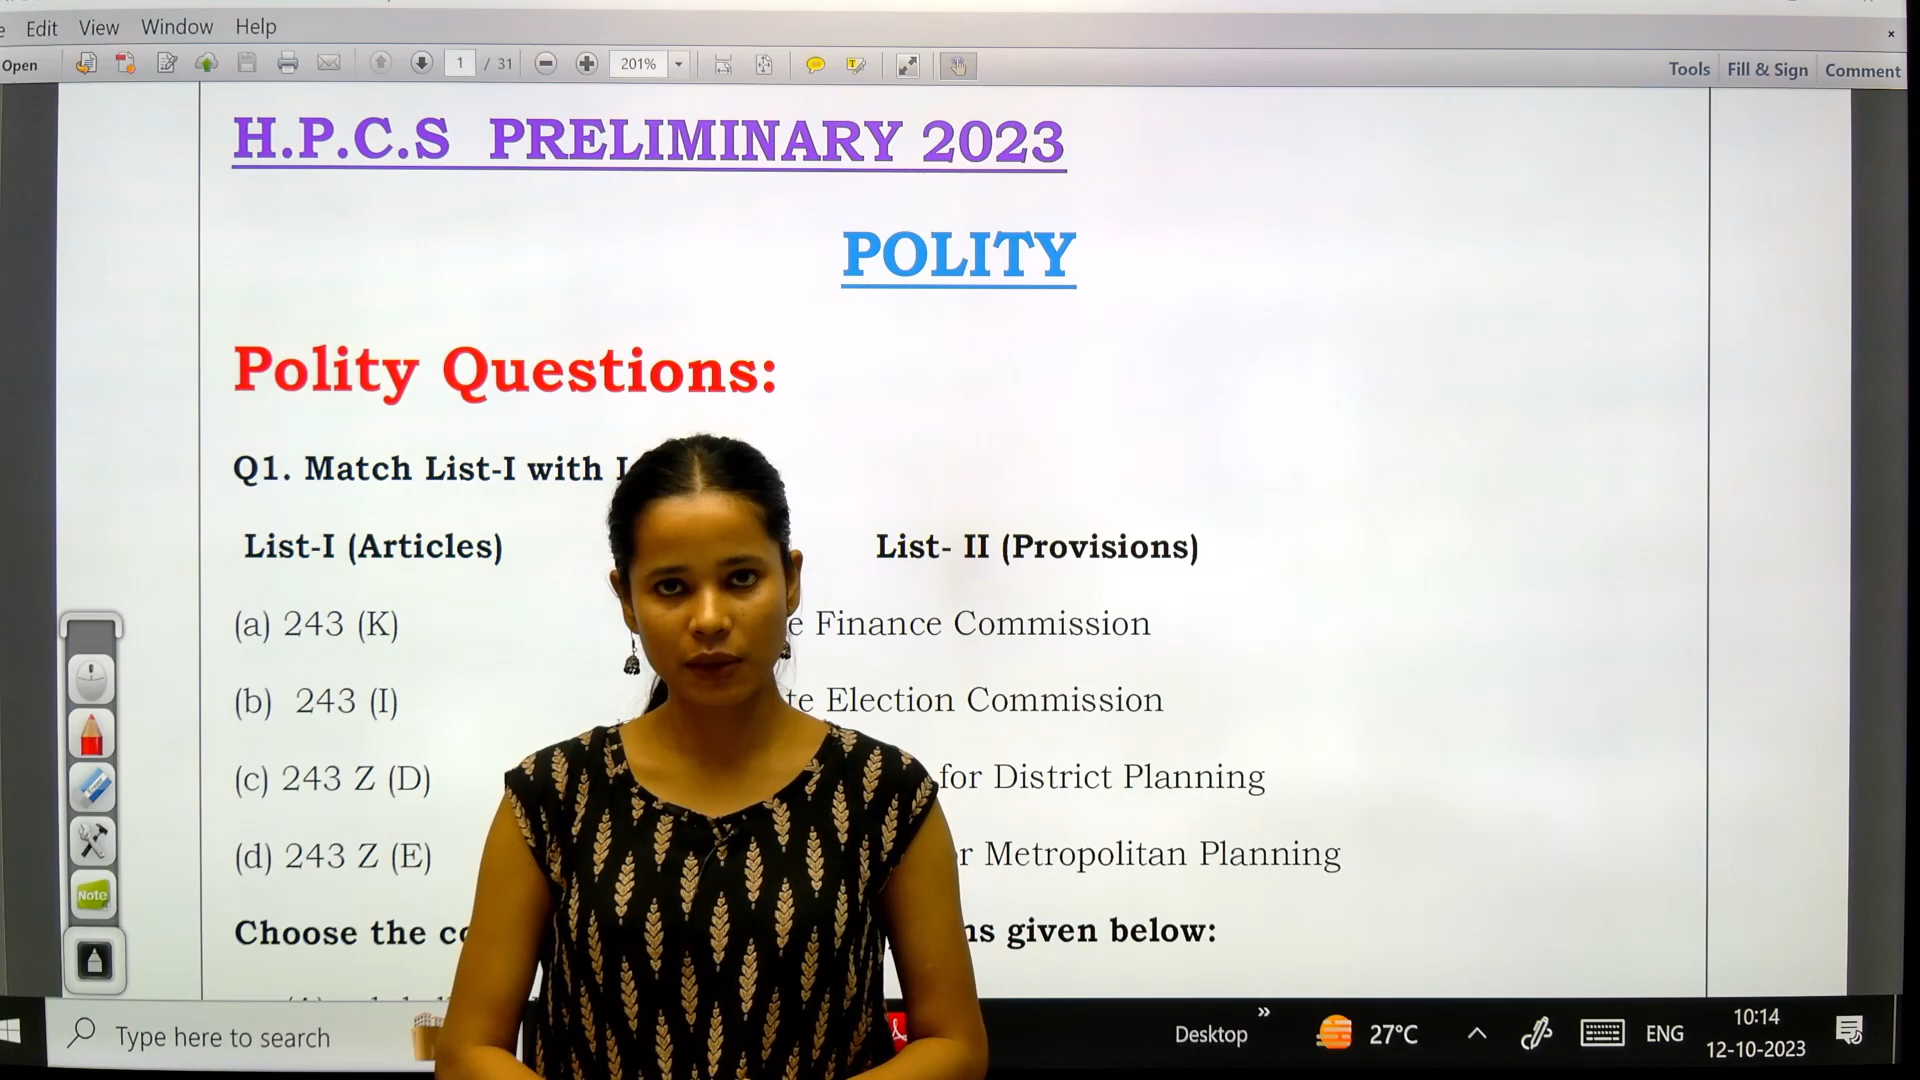 Edit View Window Help
Open 1 / 31 201% Tools Fill & Sign Comment
H.P.C.S PRELIMINARY 2023
POLITY
Polity Questions:
Q1. Match List-I with
List-I (Articles) List- II (Provisions)
(a) 243 (K) Finance Commission
(b) 243 (I) Election Commission
(c) 243 Z (D) for District Planning
(d) 243 Z (E) Metropolitan Planning
Choose the given below:
Note
Type here to search Desktop 27°C ENG 10:14
12-10-2023